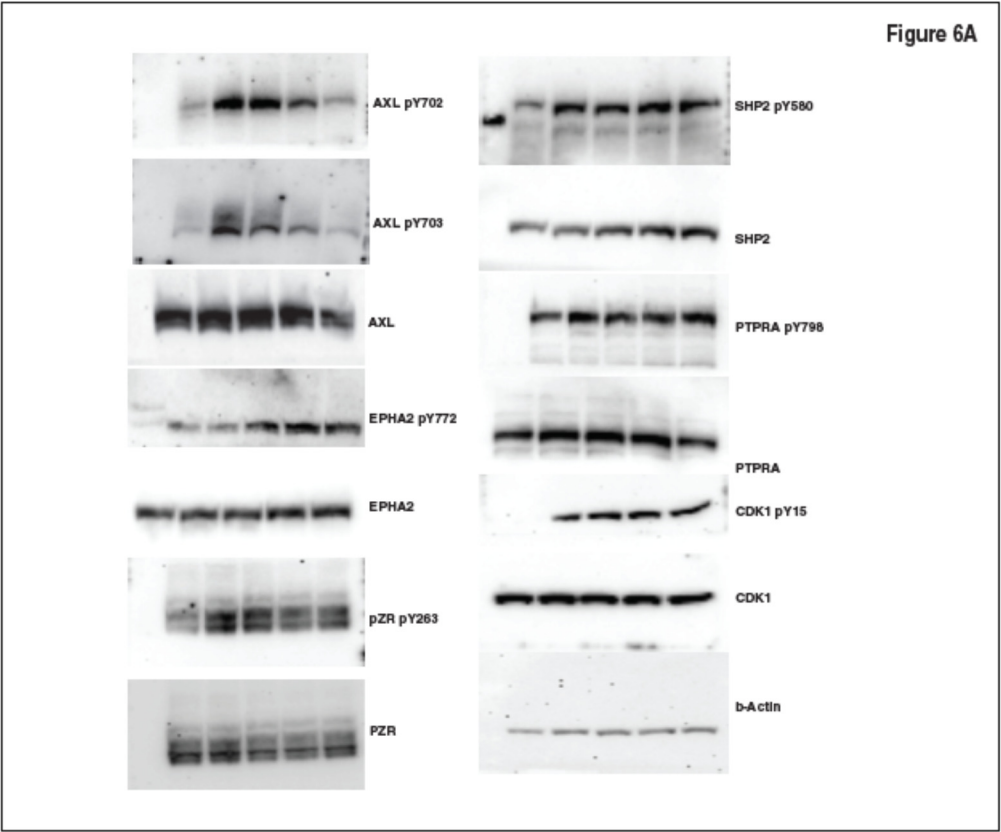 Figure 6A
AXL pY702
AXL pY703
AXL
EPHA2 pY772
EPHA2
pZR pY263
PZR
SHP2 pY580
SHP2
PTPRA pY798
PTPRA
CDK1 pY15
CDK1
b-Actin